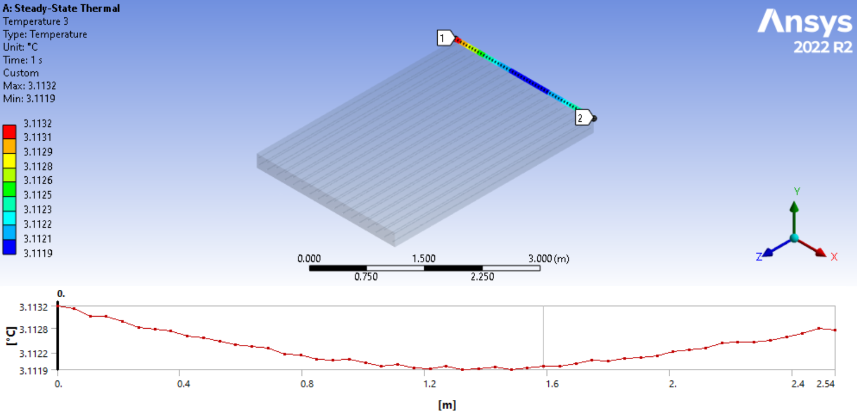 A: Steady-State Thermal
Temperature 3
Type: Temperature
Unit: °C
Time: 1 s
Custom
Max: 3.1132
Min: 3.1119
3.1132
3.1131
3.1129
3.1128
3.1126
3.1125
3.1123
3.1122
3.1121
3.1119
1
2
Ansys
2022 R2
Y
Z
X
0.000 1.500 3.000 (m)
0.750 2.250
0.
3.1132
3.1128
3.1122
3.1119
[°C]
0. 0.4 0.8 1.2 1.6 2. 2.4 2.54
[m]